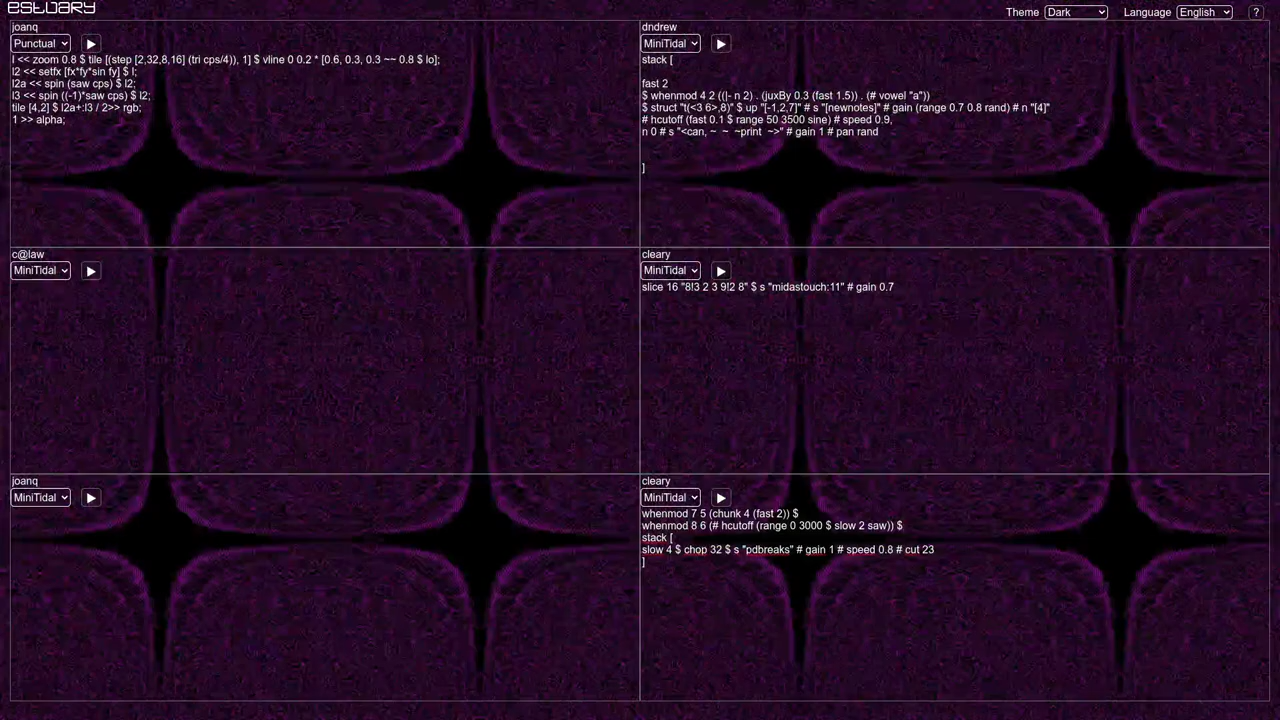 estuary
Theme Dark Language English ?
joanq
Punctual
l << zoom 0.8 $ tile [(step [2,32,8,16] (tri cps/4)), 1] $ vline 0 0.2 * [0.6, 0.3, 0.3 ~~ 0.8 $ lo];
l2 << setfx [fx*fy*sin fy] $ l;
l2a << spin (saw cps) $ l2;
l3 << spin ((-1)*saw cps) $ l2;
tile [4,2] $ l2a+:l3 / 2>> rgb;
1 >> alpha;
dndrew
MiniTidal
stack [
fast 2
$ whenmod 4 2 ((|- n 2) . (juxBy 0.3 (fast 1.5)) . (# vowel "a"))
$ struct "t(<3 6>,8)" $ up "[-1,2,7]" # s "[newnotes]" # gain (range 0.7 0.8 rand) # n "[4]"
# hcutoff (fast 0.1 $ range 50 3500 sine) # speed 0.9,
n 0 # s "<can, ~  ~  ~print  ~>" # gain 1 # pan rand
]
c@law
MiniTidal
cleary
MiniTidal
slice 16 "8!3 2 3 9!2 8" $ s "midastouch:11" # gain 0.7
joanq
MiniTidal
cleary
MiniTidal
whenmod 7 5 (chunk 4 (fast 2)) $
whenmod 8 6 (# hcutoff (range 0 3000 $ slow 2 saw)) $
stack [
slow 4 $ chop 32 $ s "pdbreaks" # gain 1 # speed 0.8 # cut 23
]